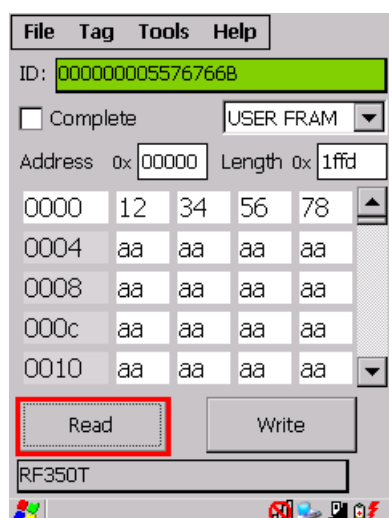 File Tag Tools Help
ID: 000000005576766B
Complete USER FRAM
Address 0x 00000 Length 0x 1ffd
0000 12 34 56 78
0004 aa aa aa aa
0008 aa aa aa aa
000c aa aa aa aa
0010 aa aa aa aa
Read Write
RF350T